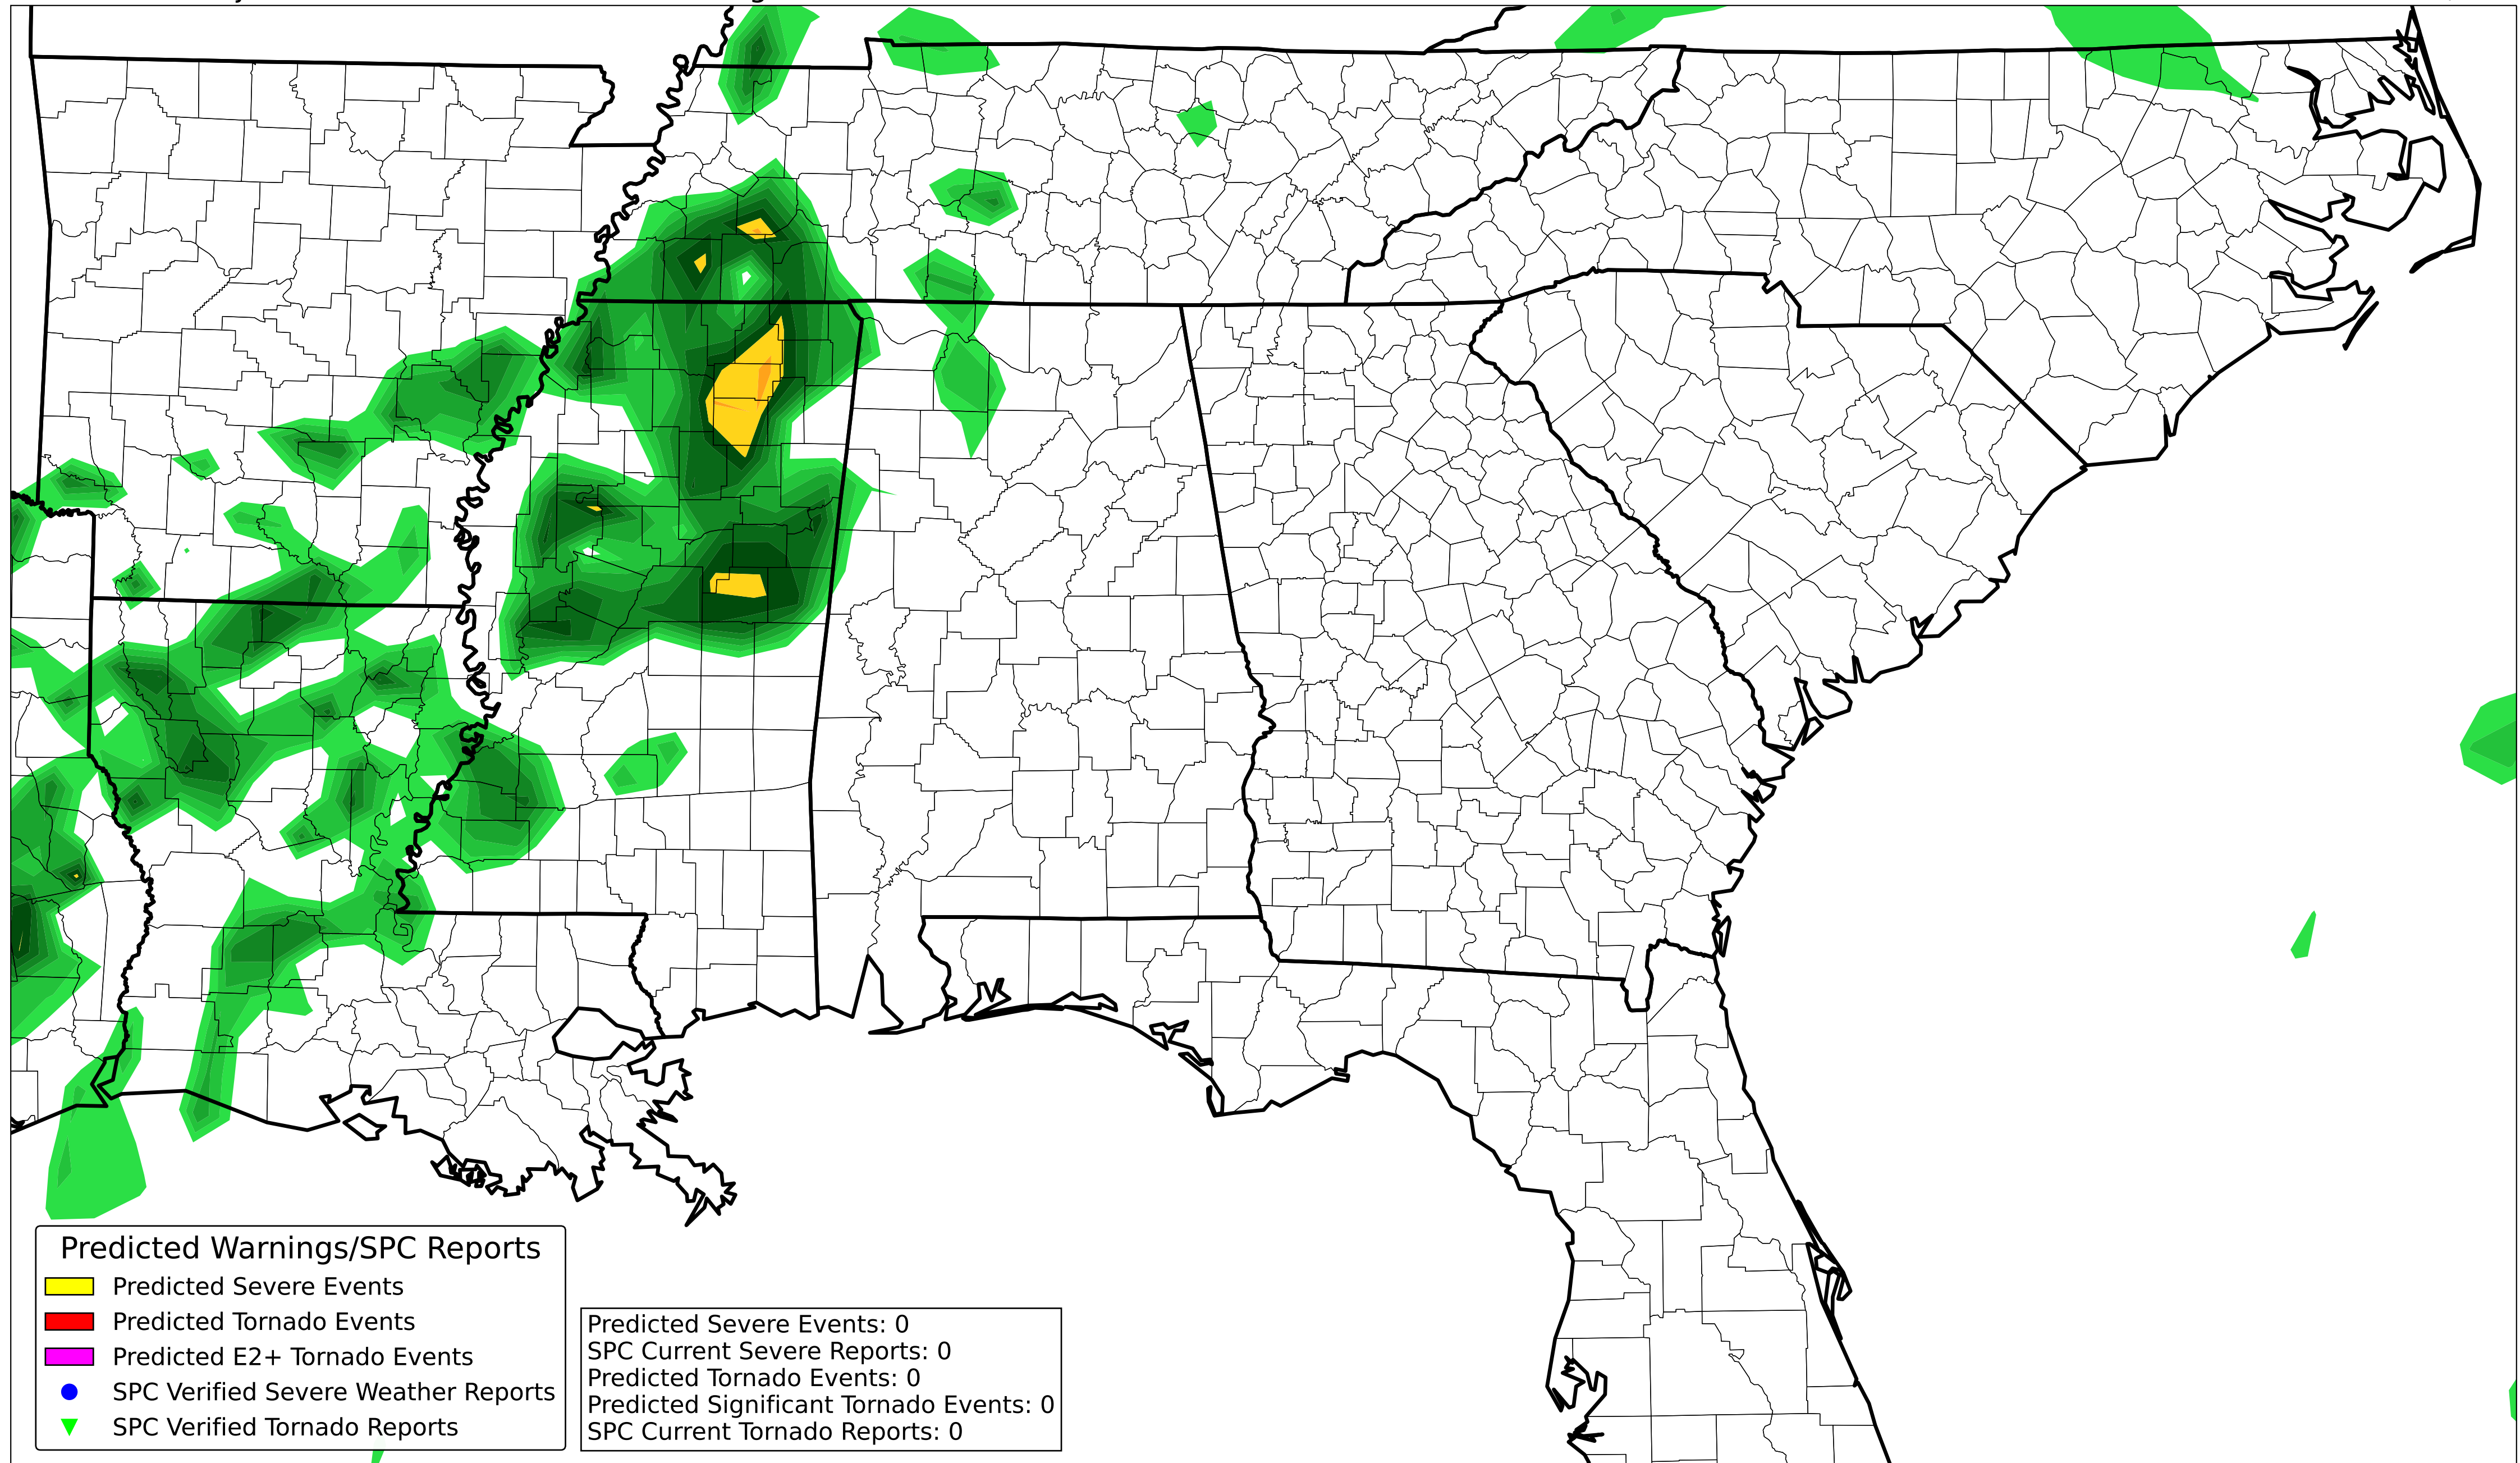 Predicted Warnings/SPC Reports
Predicted Severe Events
Predicted Tornado Events
Predicted E2+ Tornado Events
SPC Verified Severe Weather Reports
SPC Verified Tornado Reports
Predicted Severe Events: 0
SPC Current Severe Reports: 0
Predicted Tornado Events: 0
Predicted Significant Tornado Events: 0
SPC Current Tornado Reports: 0